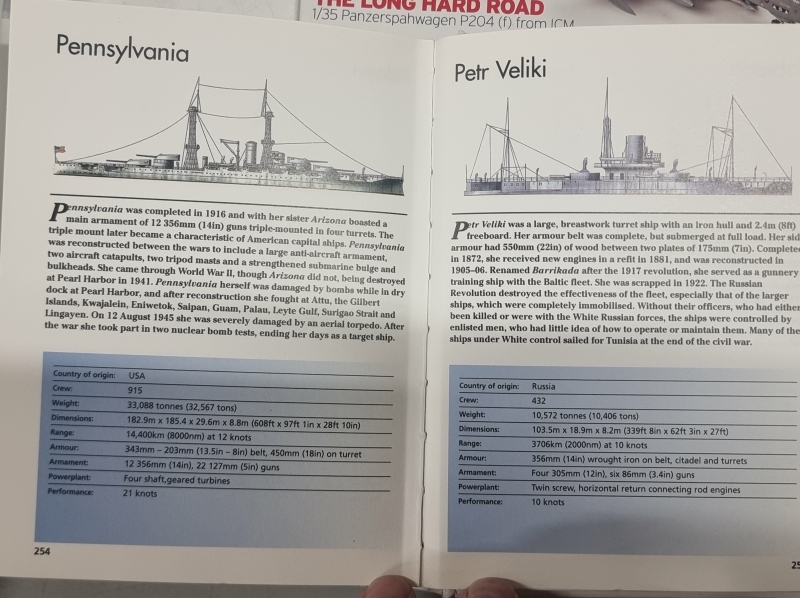 THE LONG HARD ROAD
1/35 Panzerspahwagen P204 (f) from ICM
Pennsylvania
Pennsylvania was completed in 1916 and with her sister Arizona boasted a
main armament of 12 356mm (14in) guns triple-mounted in four turrets. The
triple mount later became a characteristic of American capital ships. Pennsylvania
was reconstructed between the wars to include a large anti-aircraft armament,
two aircraft catapults, two tripod masts and a strengthened submarine bulge and
bulkheads. She came through World War II, though Arizona did not, being destroyed
at Pearl Harbor in 1941. Pennsylvania herself was damaged by bombs while in dry
dock at Pearl Harbor, and after reconstruction she fought at Attu, the Gilbert
Islands, Kwajalein, Eniwetok, Saipan, Guam, Palau, Leyte Gulf, Surigao Strait and
Lingayen. On 12 August 1945 she was severely damaged by an aerial torpedo. After
the war she took part in two nuclear bomb tests, ending her days as a target ship.
Country of origin: USA
Crew: 915
Weight: 33,088 tonnes (32,567 tons)
Dimensions: 182.9m x 185.4 x 29.6m x 8.8m (608ft x 97ft 1in x 28ft 10in)
Range: 14,400km (8000nm) at 12 knots
Armour: 343mm – 203mm (13.5in – 8in) belt, 450mm (18in) on turret
Armament: 12 356mm (14in), 22 127mm (5in) guns
Powerplant: Four shaft,geared turbines
Performance: 21 knots
254
Petr Veliki
Petr Veliki was a large, breastwork turret ship with an iron hull and 2.4m (8ft)
freeboard. Her armour belt was complete, but submerged at full load. Her sid
armour had 550mm (22in) of wood between two plates of 175mm (7in). Complete
in 1872, she received new engines in a refit in 1881, and was reconstructed in
1905-06. Renamed Barrikada after the 1917 revolution, she served as a gunnery
training ship with the Baltic fleet. She was scrapped in 1922. The Russian
Revolution destroyed the effectiveness of the fleet, especially that of the larger
ships, which were completely immobilised. Without their officers, who had either
been killed or were with the White Russian forces, the ships were controlled by
enlisted men, who had little idea of how to operate or maintain them. Many of the
ships under White control sailed for Tunisia at the end of the civil war.
Country of origin: Russia
Crew: 432
Weight: 10,572 tonnes (10,406 tons)
Dimensions: 103.5m x 18.9m x 8.2m (339ft 8in x 62ft 3in x 27ft)
Range: 3706km (2000nm) at 10 knots
Armour: 356mm (14in) wrought iron on belt, citadel and turrets
Armament: Four 305mm (12in), six 86mm (3.4in) guns
Powerplant: Twin screw, horizontal return connecting rod engines
Performance: 10 knots